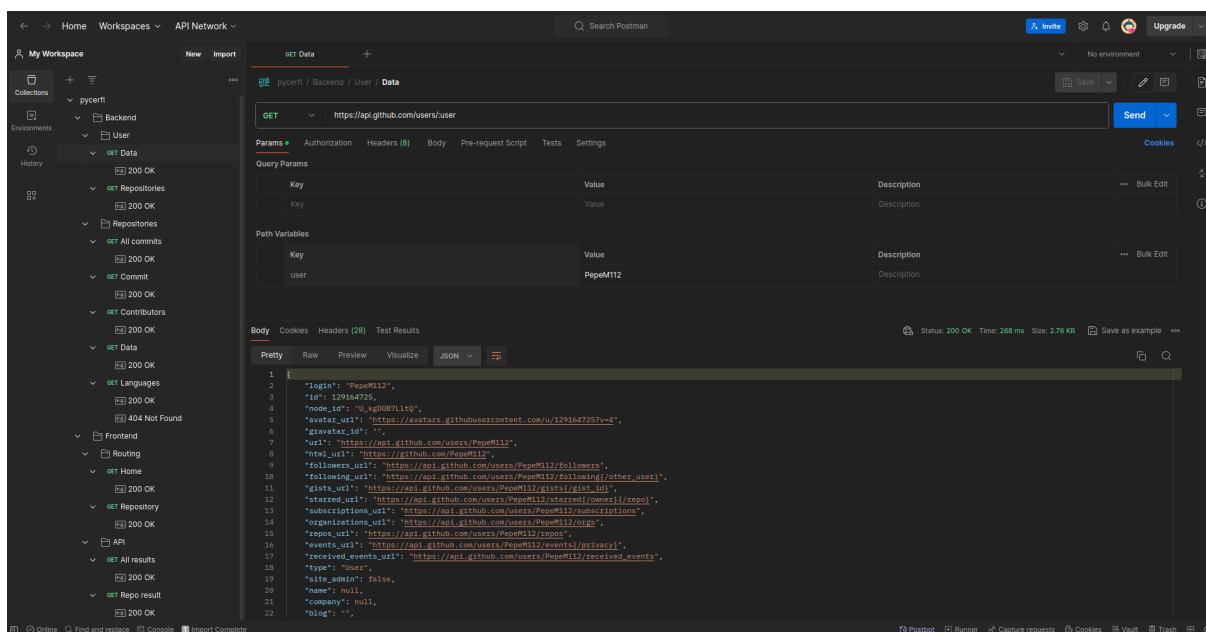 Home Workspaces API Network Search Postman Invite Upgrade
My Workspace New Import GET Data No environment
Collections
Environments
History
pycerfl
Backend
User
GET Data
200 OK
GET Repositories
200 OK
Repositories
GET All commits
200 OK
GET Commit
200 OK
GET Contributors
200 OK
GET Data
200 OK
GET Languages
200 OK
404 Not Found
Frontend
Routing
GET Home
200 OK
GET Repository
200 OK
API
GET All results
200 OK
GET Repo result
200 OK
pycerfl / Backend / User / Data Save
GET https://api.github.com/users/:user Send
Params Authorization Headers (8) Body Pre-request Script Tests Settings Cookies
Query Params
Key Value Description Bulk Edit
Key Value Description
Path Variables
Key Value Description Bulk Edit
user PepeM112 Description
Body Cookies Headers (28) Test Results Status: 200 OK Time: 268 ms Size: 2.76 KB Save as example
Pretty Raw Preview Visualize JSON
1 {
2 "login": "PepeM112",
3 "id": 129164725,
4 "node_id": "U_kgDOB7LltQ",
5 "avatar_url": "https://avatars.githubusercontent.com/u/129164725?v=4",
6 "gravatar_id": "",
7 "url": "https://api.github.com/users/PepeM112",
8 "html_url": "https://github.com/PepeM112",
9 "followers_url": "https://api.github.com/users/PepeM112/followers",
10 "following_url": "https://api.github.com/users/PepeM112/following{/other_user}",
11 "gists_url": "https://api.github.com/users/PepeM112/gists{/gist_id}",
12 "starred_url": "https://api.github.com/users/PepeM112/starred{/owner}{/repo}",
13 "subscriptions_url": "https://api.github.com/users/PepeM112/subscriptions",
14 "organizations_url": "https://api.github.com/users/PepeM112/orgs",
15 "repos_url": "https://api.github.com/users/PepeM112/repos",
16 "events_url": "https://api.github.com/users/PepeM112/events{/privacy}",
17 "received_events_url": "https://api.github.com/users/PepeM112/received_events",
18 "type": "User",
19 "site_admin": false,
20 "name": null,
21 "company": null,
22 "blog": "",
Online Find and replace Console Import Complete Postbot Runner Capture requests Cookies Vault Trash